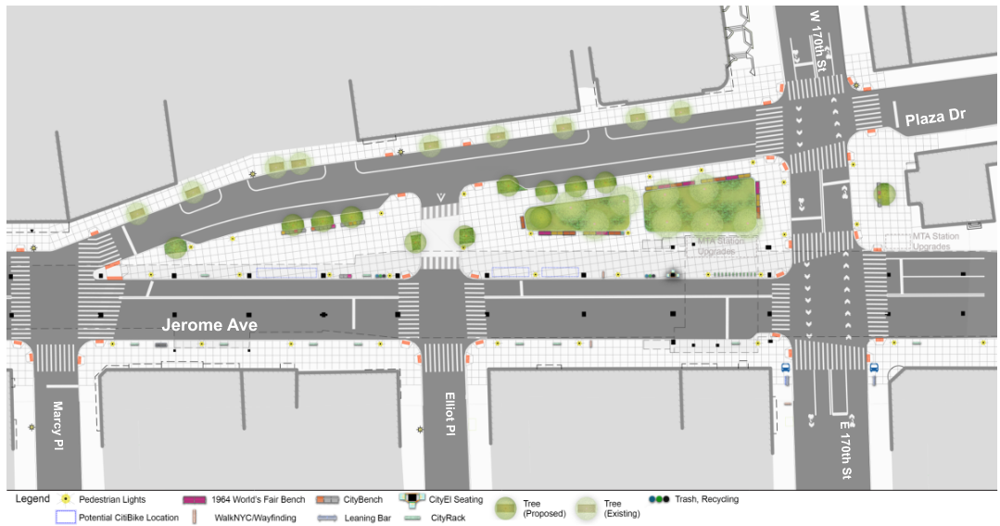 W 170th St
Plaza Dr
MTA Station
Upgrades
MTA Station
Upgrades
Jerome Ave
Marcy Pl
Elliot Pl
E 170th St
Legend
Pedestrian Lights
1964 World's Fair Bench
CityBench
CityEl Seating
Tree
(Proposed)
Tree
(Existing)
Trash, Recycling
Potential CitiBike Location
WalkNYC/Wayfinding
Leaning Bar
CityRack